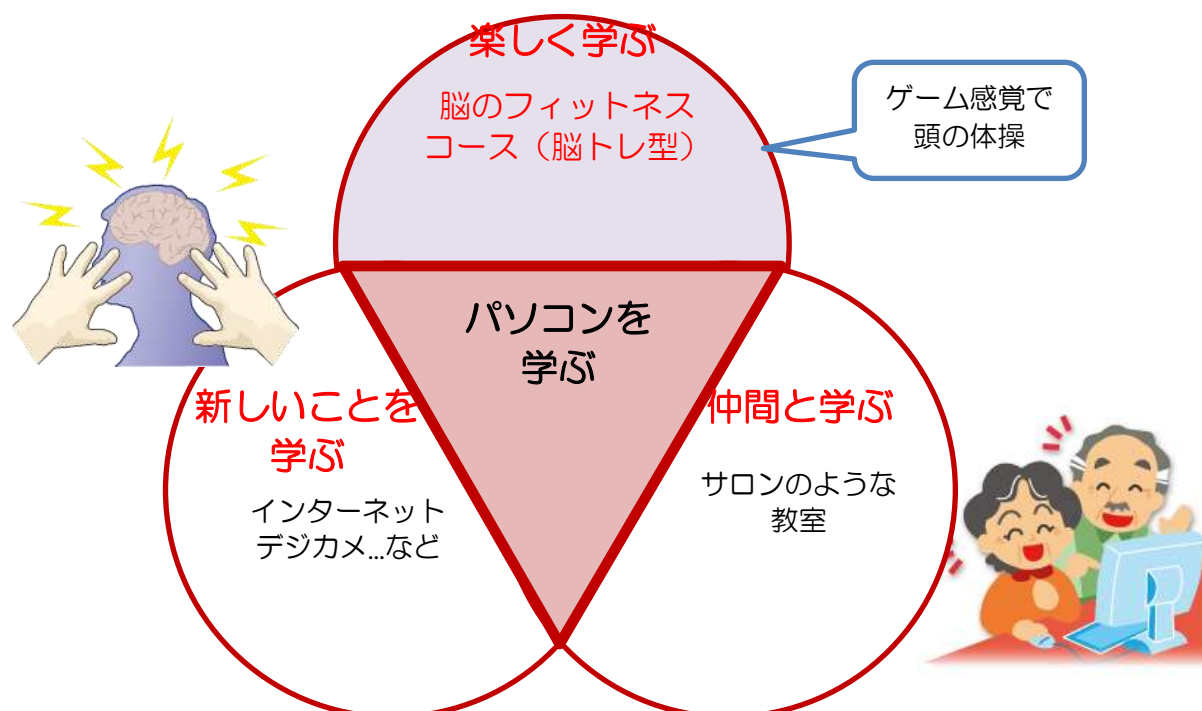 楽しく学ぶ
脳のフィットネス
コース（脳トレ型）
ゲーム感覚で
頭の体操
パソコンを
学ぶ
新しいことを
学ぶ
インターネット
デジカメ...など
仲間と学ぶ
サロンのような
教室